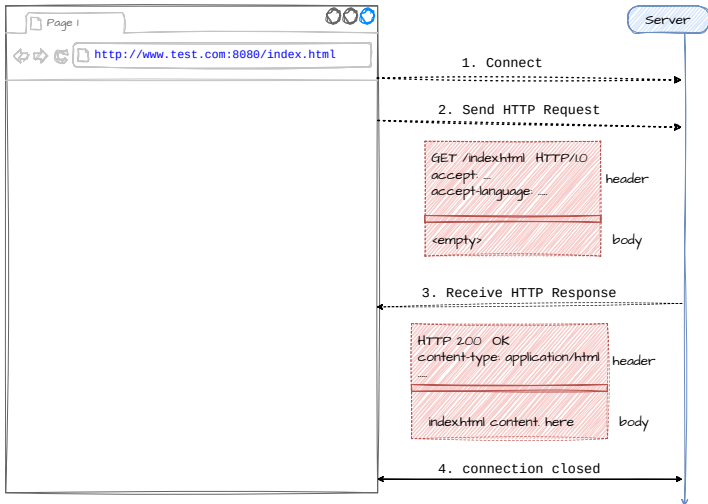 Page 1
Server
http://www.test.com:8080/index.html
1. Connect
2. Send HTTP Request
GET /index.html HTTP/1.0
accept: ....
accept-language: .....
header
<empty>
body
3. Receive HTTP Response
HTTP 200 OK
content-type: application/html
.....
header
index.html content. here
body
4. connection closed